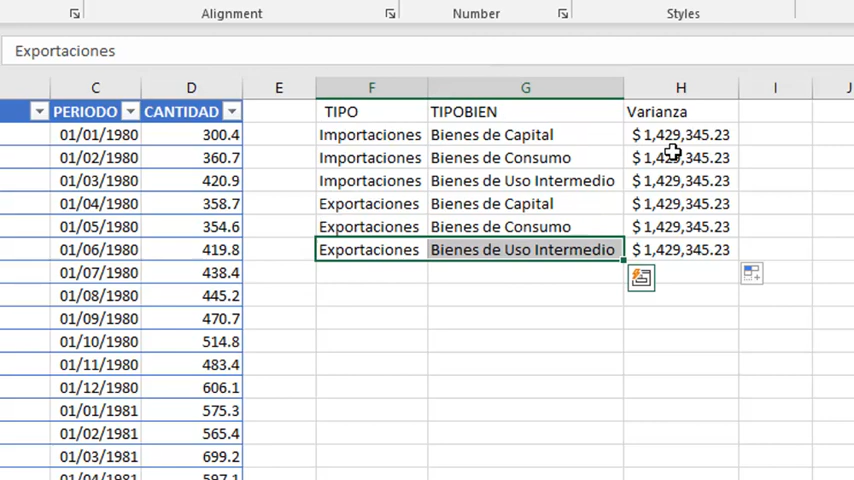 Alignment Number Styles
Exportaciones
C D E F G H I J
PERIODO CANTIDAD TIPO TIPOBIEN Varianza
01/01/1980 300.4 Importaciones Bienes de Capital $ 1,429,345.23
01/02/1980 360.7 Importaciones Bienes de Consumo $ 1,429,345.23
01/03/1980 420.9 Importaciones Bienes de Uso Intermedio $ 1,429,345.23
01/04/1980 358.7 Exportaciones Bienes de Capital $ 1,429,345.23
01/05/1980 354.6 Exportaciones Bienes de Consumo $ 1,429,345.23
01/06/1980 419.8 Exportaciones Bienes de Uso Intermedio $ 1,429,345.23
01/07/1980 438.4
01/08/1980 445.2
01/09/1980 470.7
01/10/1980 514.8
01/11/1980 483.4
01/12/1980 606.1
01/01/1981 575.3
01/02/1981 565.4
01/03/1981 699.2
01/04/1981 597.1